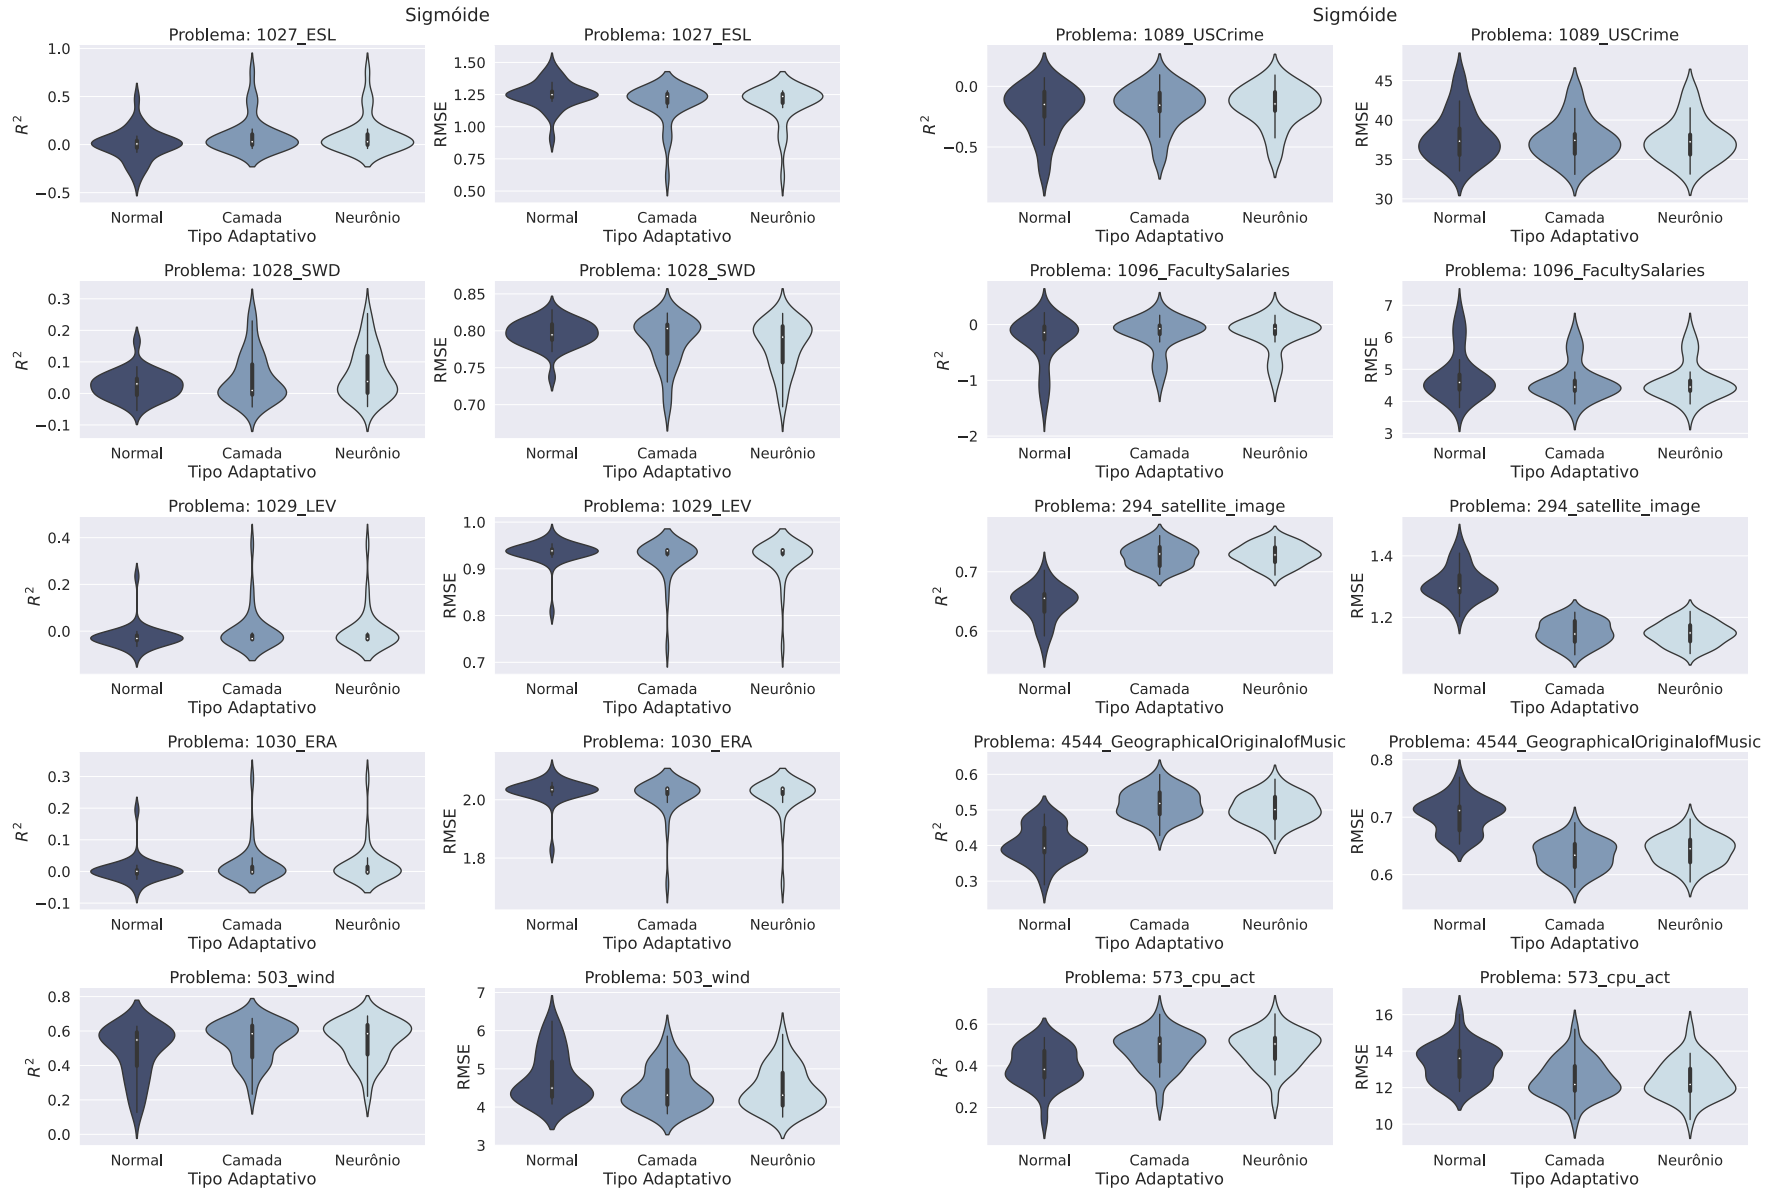 Sigmóide
Problema: 1027_ESL
R²
1.0
0.5
0.0
−0.5
Normal Camada Neurônio
Tipo Adaptativo
Problema: 1027_ESL
RMSE
1.50
1.25
1.00
0.75
0.50
Normal Camada Neurônio
Tipo Adaptativo
Problema: 1028_SWD
R²
0.3
0.2
0.1
0.0
−0.1
Normal Camada Neurônio
Tipo Adaptativo
Problema: 1028_SWD
RMSE
0.85
0.80
0.75
0.70
Normal Camada Neurônio
Tipo Adaptativo
Problema: 1029_LEV
R²
0.4
0.2
0.0
Normal Camada Neurônio
Tipo Adaptativo
Problema: 1029_LEV
RMSE
1.0
0.9
0.8
0.7
Normal Camada Neurônio
Tipo Adaptativo
Problema: 1030_ERA
R²
0.3
0.2
0.1
0.0
−0.1
Normal Camada Neurônio
Tipo Adaptativo
Problema: 1030_ERA
RMSE
2.0
1.8
Normal Camada Neurônio
Tipo Adaptativo
Problema: 503_wind
R²
0.8
0.6
0.4
0.2
0.0
Normal Camada Neurônio
Tipo Adaptativo
Problema: 503_wind
RMSE
7
6
5
4
3
Normal Camada Neurônio
Tipo Adaptativo
Sigmóide
Problema: 1089_USCrime
R²
0.0
−0.5
Normal Camada Neurônio
Tipo Adaptativo
Problema: 1089_USCrime
RMSE
45
40
35
30
Normal Camada Neurônio
Tipo Adaptativo
Problema: 1096_FacultySalaries
R²
0
−1
−2
Normal Camada Neurônio
Tipo Adaptativo
Problema: 1096_FacultySalaries
RMSE
7
6
5
4
3
Normal Camada Neurônio
Tipo Adaptativo
Problema: 294_satellite_image
R²
0.7
0.6
Normal Camada Neurônio
Tipo Adaptativo
Problema: 294_satellite_image
RMSE
1.4
1.2
Normal Camada Neurônio
Tipo Adaptativo
Problema: 4544_GeographicalOriginalofMusic
R²
0.6
0.5
0.4
0.3
Normal Camada Neurônio
Tipo Adaptativo
Problema: 4544_GeographicalOriginalofMusic
RMSE
0.8
0.7
0.6
Normal Camada Neurônio
Tipo Adaptativo
Problema: 573_cpu_act
R²
0.6
0.4
0.2
Normal Camada Neurônio
Tipo Adaptativo
Problema: 573_cpu_act
RMSE
16
14
12
10
Normal Camada Neurônio
Tipo Adaptativo